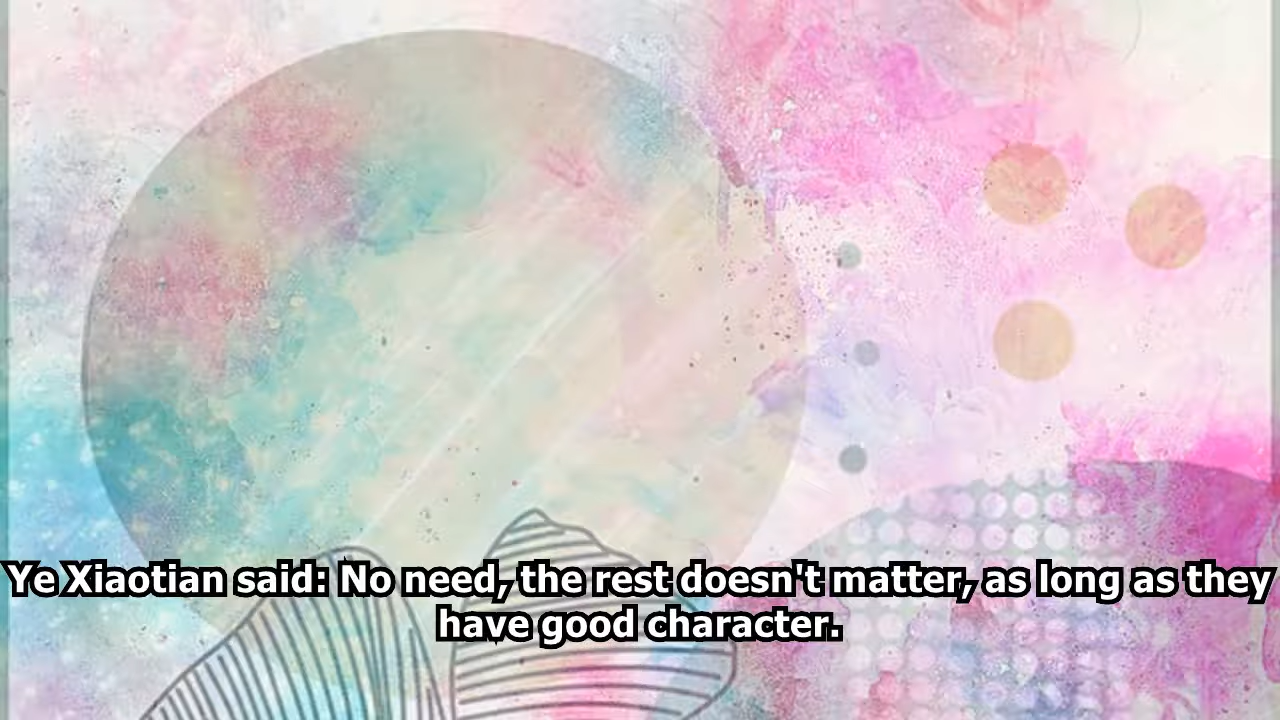 Ye Xiaotian said: No need, the rest doesn't matter, as long as they
have good character.